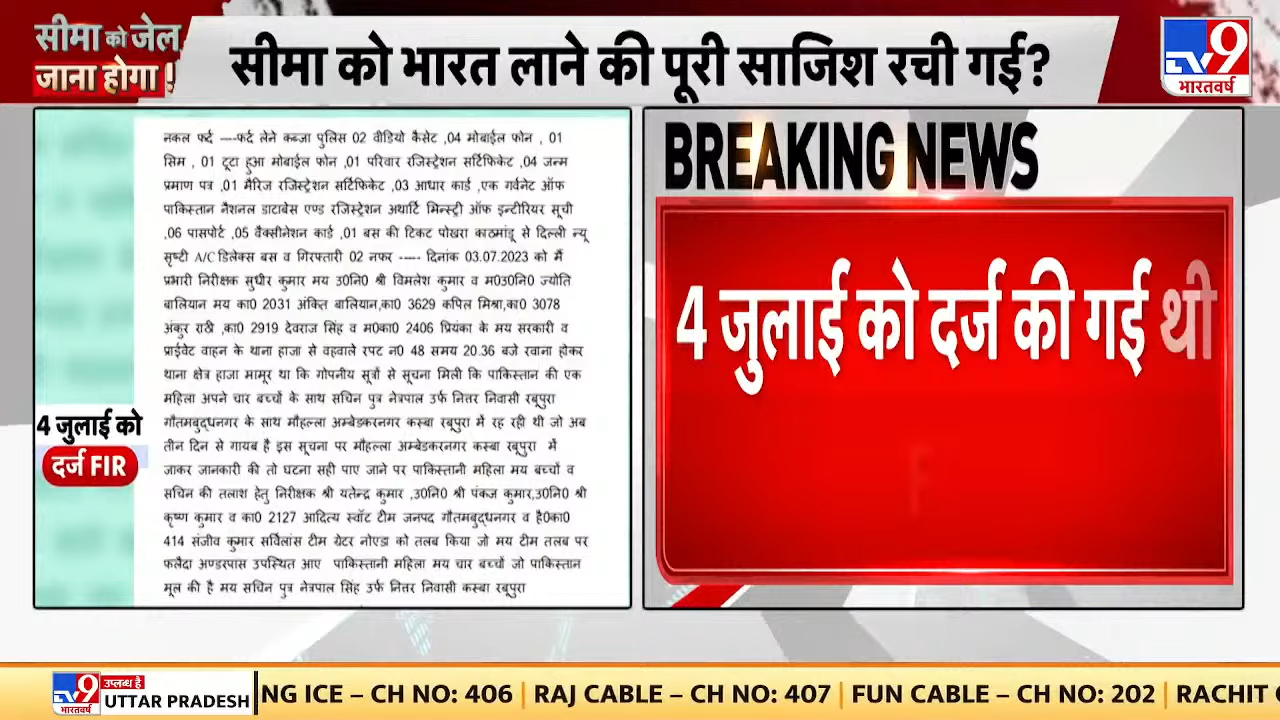 सीमा को जेल
जाना होगा !
सीमा को भारत लाने की पूरी साजिश रची गई?
TV9
भारतवर्ष
नकल फर्द ----फर्द लेने कब्जा पुलिस 02 वीडियो कैसेट ,04 मोबाईल फोन , 01
सिम , 01 टूटा हुआ मोबाईल फोन ,01 परिवार रजिस्ट्रेशन सर्टिफिकेट ,04 जन्म
प्रमाण पत्र ,01 मैरिज रजिस्ट्रेशन सर्टिफिकेट ,03 आधार कार्ड ,एक गर्वनेट ऑफ
पाकिस्तान नैशनल डाटाबेस एण्ड रजिस्ट्रेशन अथार्टि मिन्स्ट्री ऑफ इन्टीरियर सूची
,06 पासपोर्ट ,05 वैक्सीनेशन कार्ड ,01 बस की टिकट पोखरा काठमांडू से दिल्ली न्यू
सृष्टी A/C डिलेक्स बस व गिरफ्तारी 02 नफर ----- दिनांक 03.07.2023 को मैं
प्रभारी निरीक्षक सुधीर कुमार मय उ0नि0 श्री विमलेश कुमार व म0उ0नि0 ज्योति
बालियान मय का0 2031 अंकित बालियान,का0 3629 कपिल मिश्रा,का0 3078
अंकुर राठी ,का0 2919 देवराज सिंह व म0का0 2406 प्रियंका के मय सरकारी व
प्राईवेट वाहन के थाना हाजा से वहवाले रपट न0 48 समय 20.36 बजे रवाना होकर
थाना क्षेत्र हाजा मामूर था कि गोपनीय सूत्रों से सूचना मिली कि पाकिस्तान की एक
महिला अपने चार बच्चों के साथ सचिन पुत्र नेत्रपाल उर्फ नित्तर निवासी रबूपुरा
गौतमबुद्धनगर के साथ मौहल्ला अम्बेडकरनगर कस्बा रबूपुरा में रह रही थी जो अब
तीन दिन से गायब है इस सूचना पर मौहल्ला अम्बेडकरनगर कस्बा रबूपुरा में
जाकर जानकारी की तो घटना सही पाए जाने पर पाकिस्तानी महिला मय बच्चों व
सचिन की तलाश हेतु निरीक्षक श्री यतेन्द्र कुमार ,उ0नि0 श्री पंकज कुमार,उ0नि0 श्री
कृष्ण कुमार व का0 2127 आदित्य स्वॉट टीम जनपद गौतमबुद्धनगर व है0का0
414 संजीव कुमार सर्विलांस टीम ग्रेटर नोएडा को तलब किया जो मय टीम तलब पर
फलैदा अण्डरपास उपस्थित आए पाकिस्तानी महिला मय चार बच्चों जो पाकिस्तान
मूल की है मय सचिन पुत्र नेत्रपाल सिंह उर्फ नित्तर निवासी कस्बा रबूपुरा
4 जुलाई को
दर्ज FIR
BREAKING NEWS
4 जुलाई को दर्ज की गई थी
F
TV9
भारतवर्ष
उपलब्ध है
UTTAR PRADESH
NG ICE – CH NO: 406 | RAJ CABLE – CH NO: 407 | FUN CABLE – CH NO: 202 | RACHIT